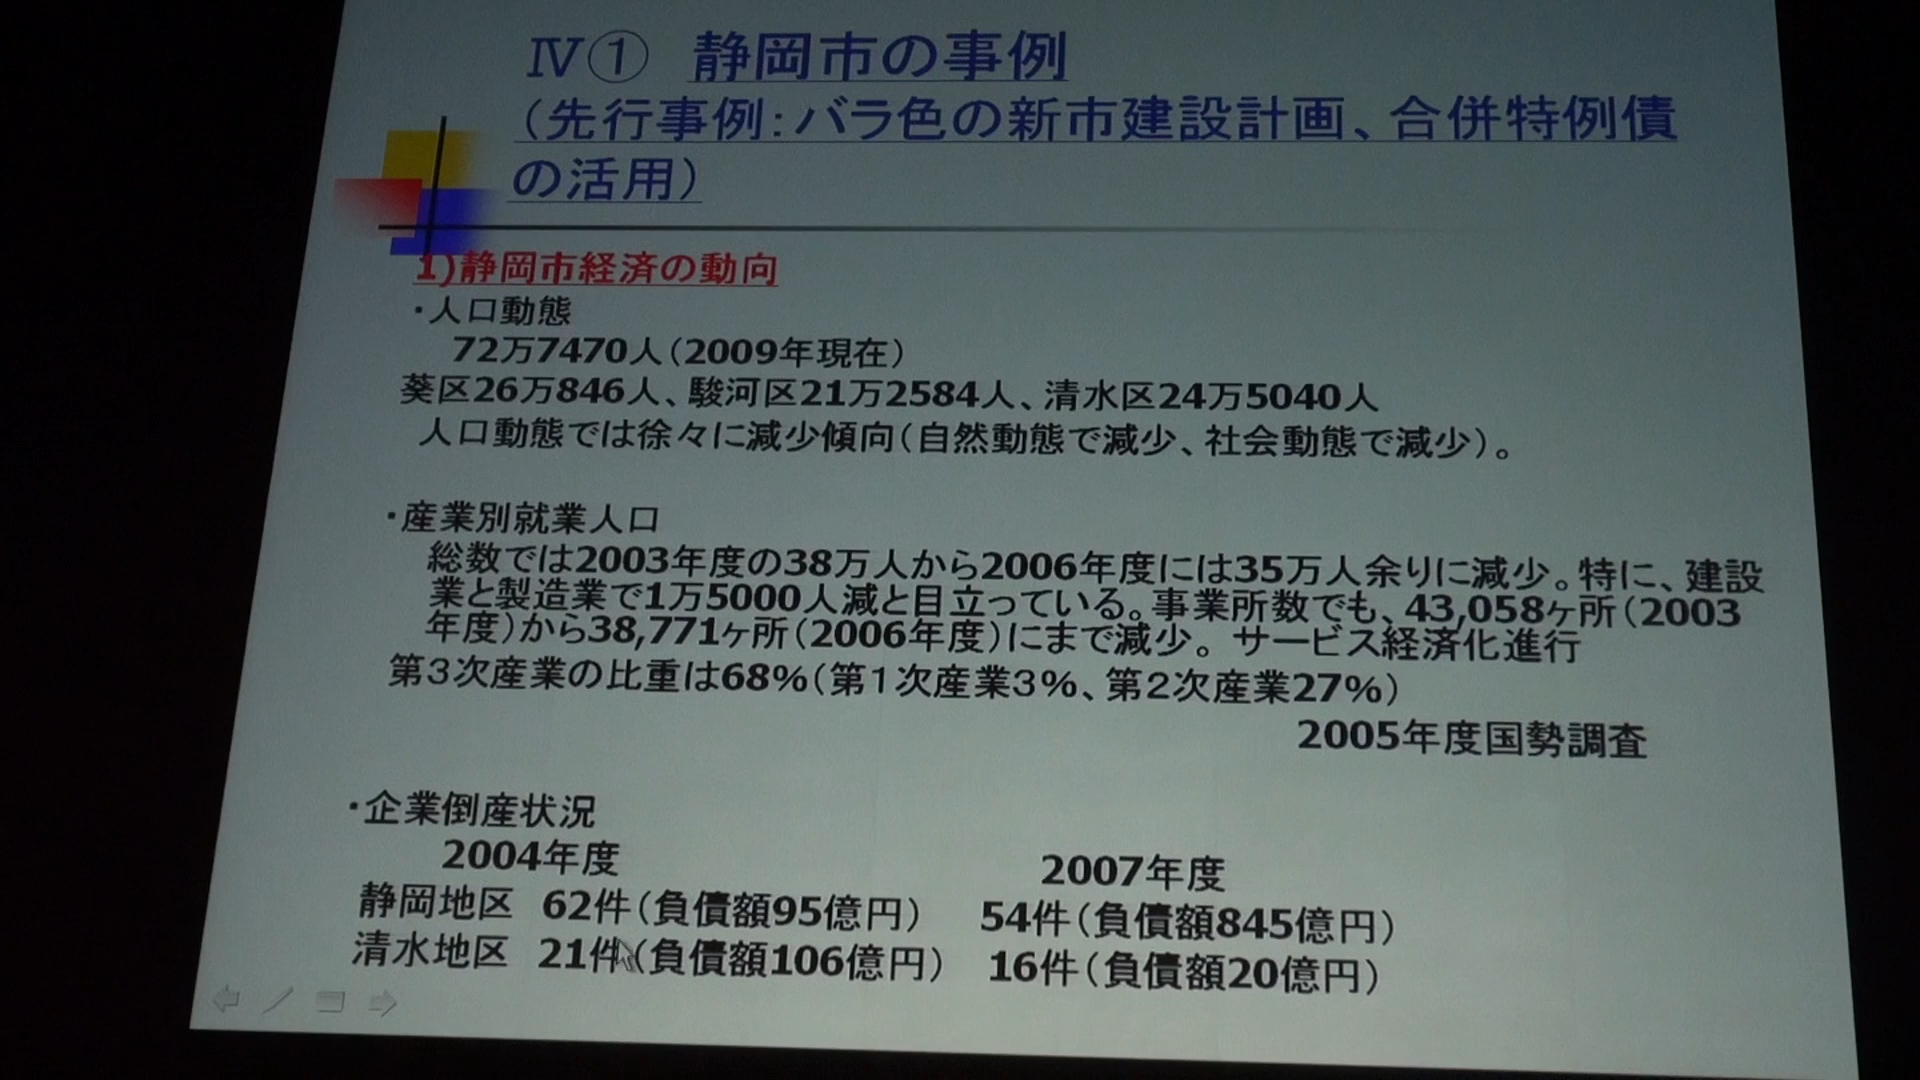 Ⅳ① 静岡市の事例
(先行事例:バラ色の新市建設計画、合併特例債
の活用)
1)静岡市経済の動向
・人口動態
72万7470人(2009年現在)
葵区26万846人、駿河区21万2584人、清水区24万5040人
人口動態では徐々に減少傾向(自然動態で減少、社会動態で減少)。
・産業別就業人口
総数では2003年度の38万人から2006年度には35万人余りに減少。特に、建設
業と製造業で1万5000人減と目立っている。事業所数でも、43,058ヶ所(2003
年度)から38,771ヶ所(2006年度)にまで減少。 サービス経済化進行
第3次産業の比重は68%(第1次産業3%、第2次産業27%)
2005年度国勢調査
・企業倒産状況
2004年度 2007年度
静岡地区 62件(負債額95億円) 54件(負債額845億円)
清水地区 21件(負債額106億円) 16件(負債額20億円)